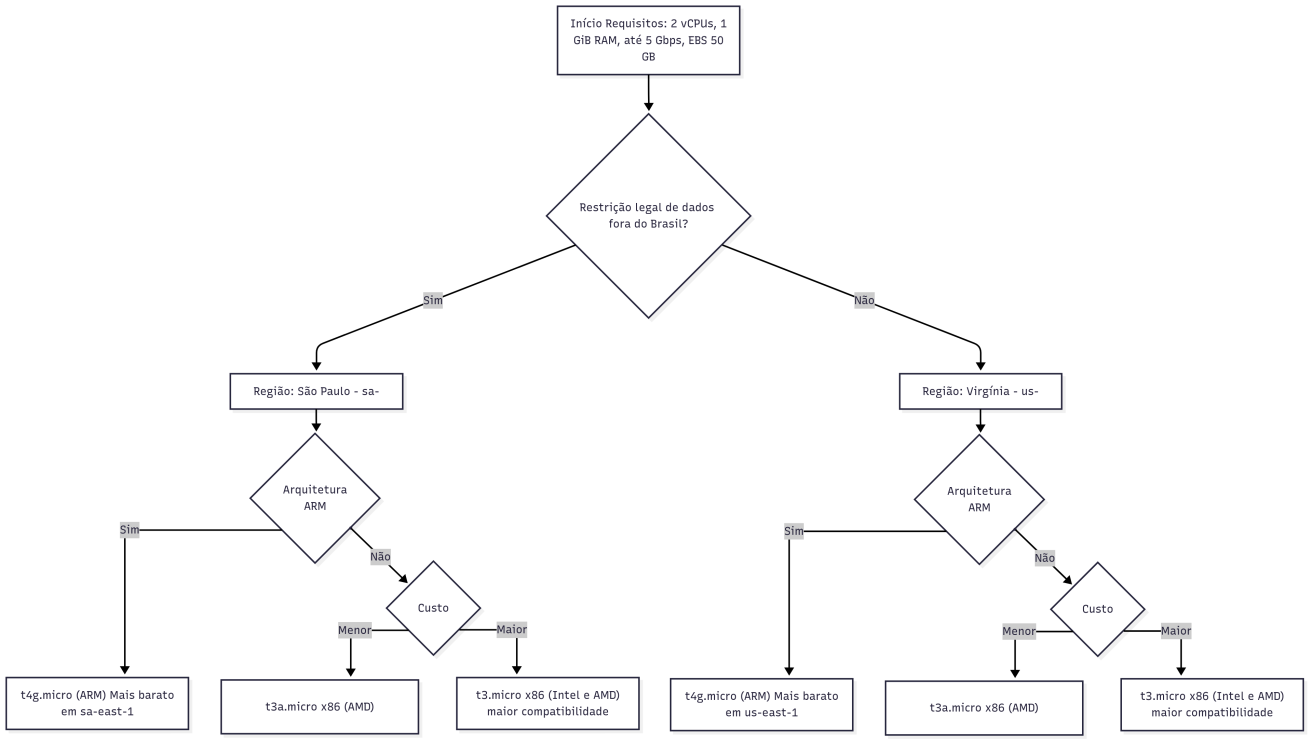 Início Requisitos: 2 vCPUs, 1
GiB RAM, até 5 Gbps, EBS 50
GB
Restrição legal de dados
fora do Brasil?
Sim
Não
Região: São Paulo - sa-
Região: Virgínia - us-
Arquitetura
ARM
Arquitetura
ARM
Sim
Não
Sim
Não
Custo
Custo
Menor
Maior
Menor
Maior
t4g.micro (ARM) Mais barato
em sa-east-1
t3a.micro x86 (AMD)
t3.micro x86 (Intel e AMD)
maior compatibilidade
t4g.micro (ARM) Mais barato
em us-east-1
t3a.micro x86 (AMD)
t3.micro x86 (Intel e AMD)
maior compatibilidade